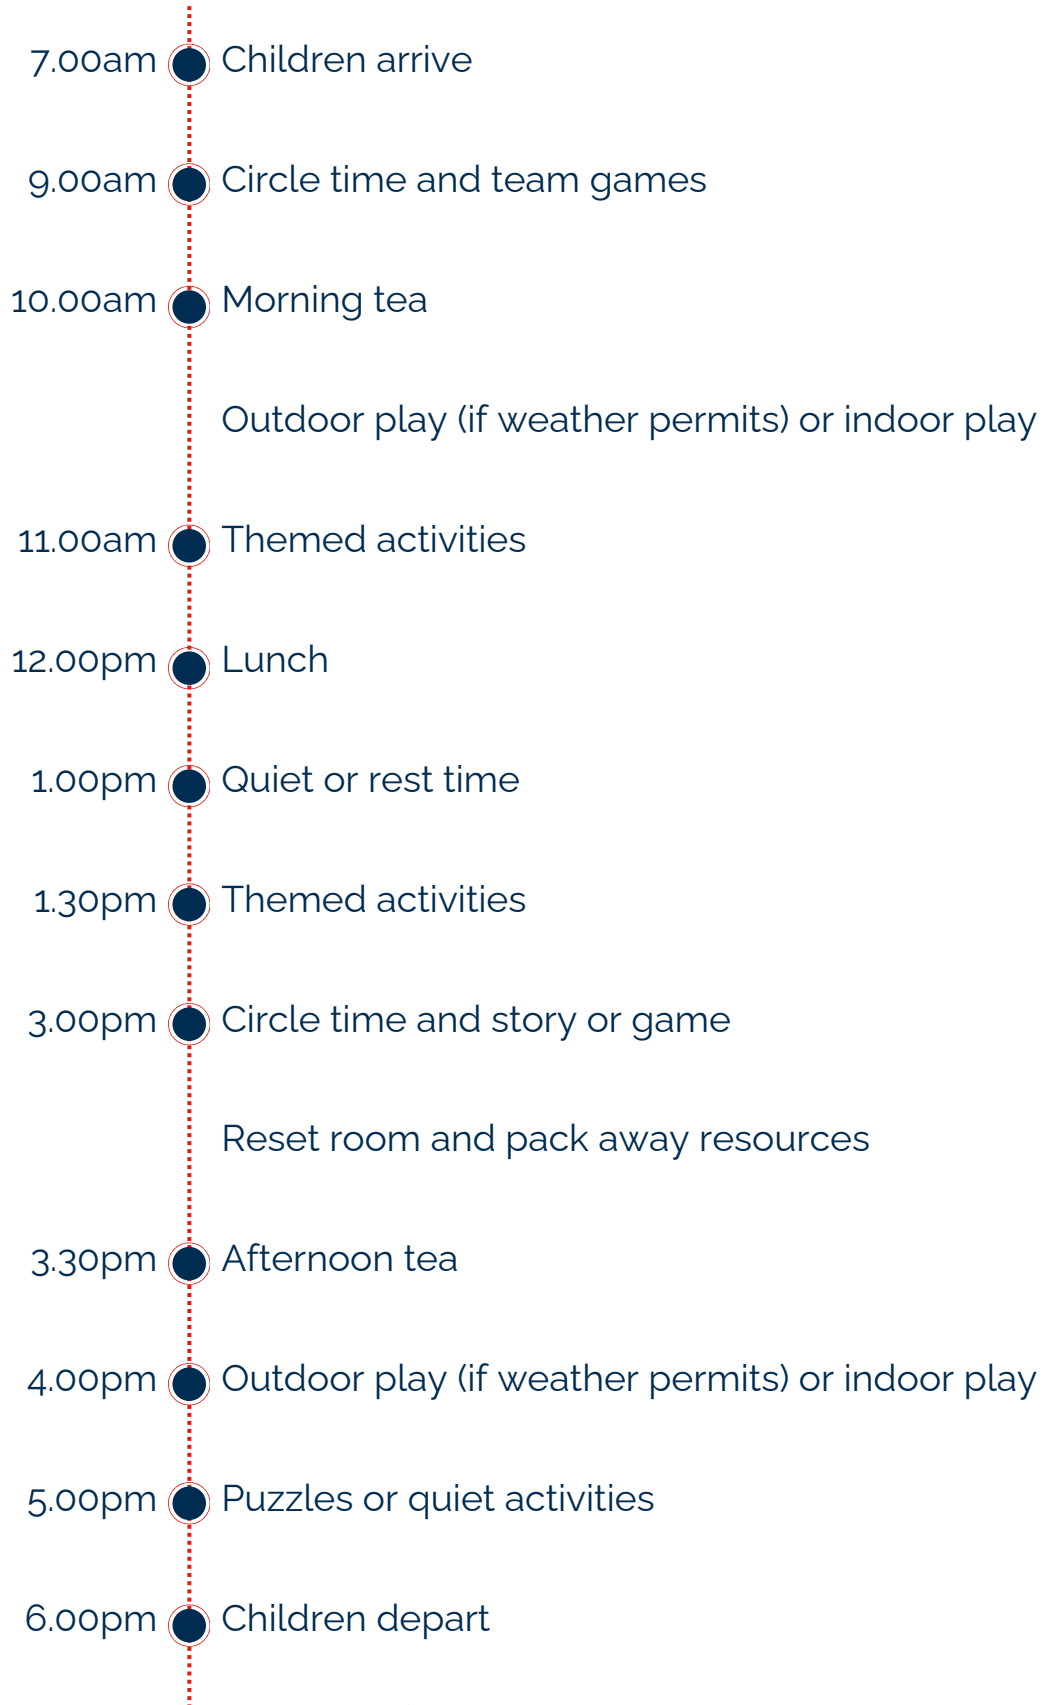 7.00am Children arrive
9.00am Circle time and team games
10.00am Morning tea
Outdoor play (if weather permits) or indoor play
11.00am Themed activities
12.00pm Lunch
1.00pm Quiet or rest time
1.30pm Themed activities
3.00pm Circle time and story or game
Reset room and pack away resources
3.30pm Afternoon tea
4.00pm Outdoor play (if weather permits) or indoor play
5.00pm Puzzles or quiet activities
6.00pm Children depart